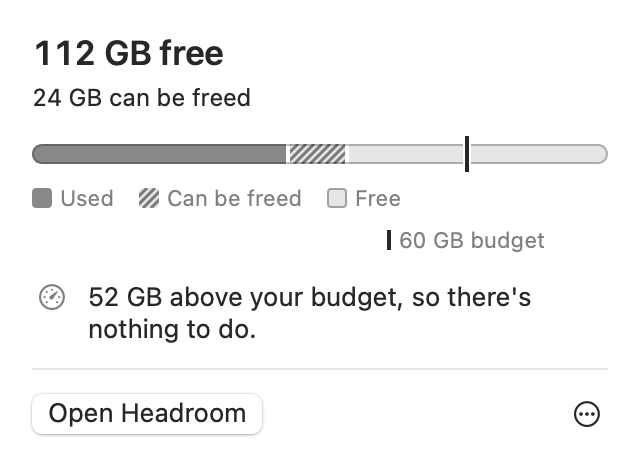 112 GB free
24 GB can be freed
Used Can be freed Free
60 GB budget
52 GB above your budget, so there's
nothing to do.
Open Headroom